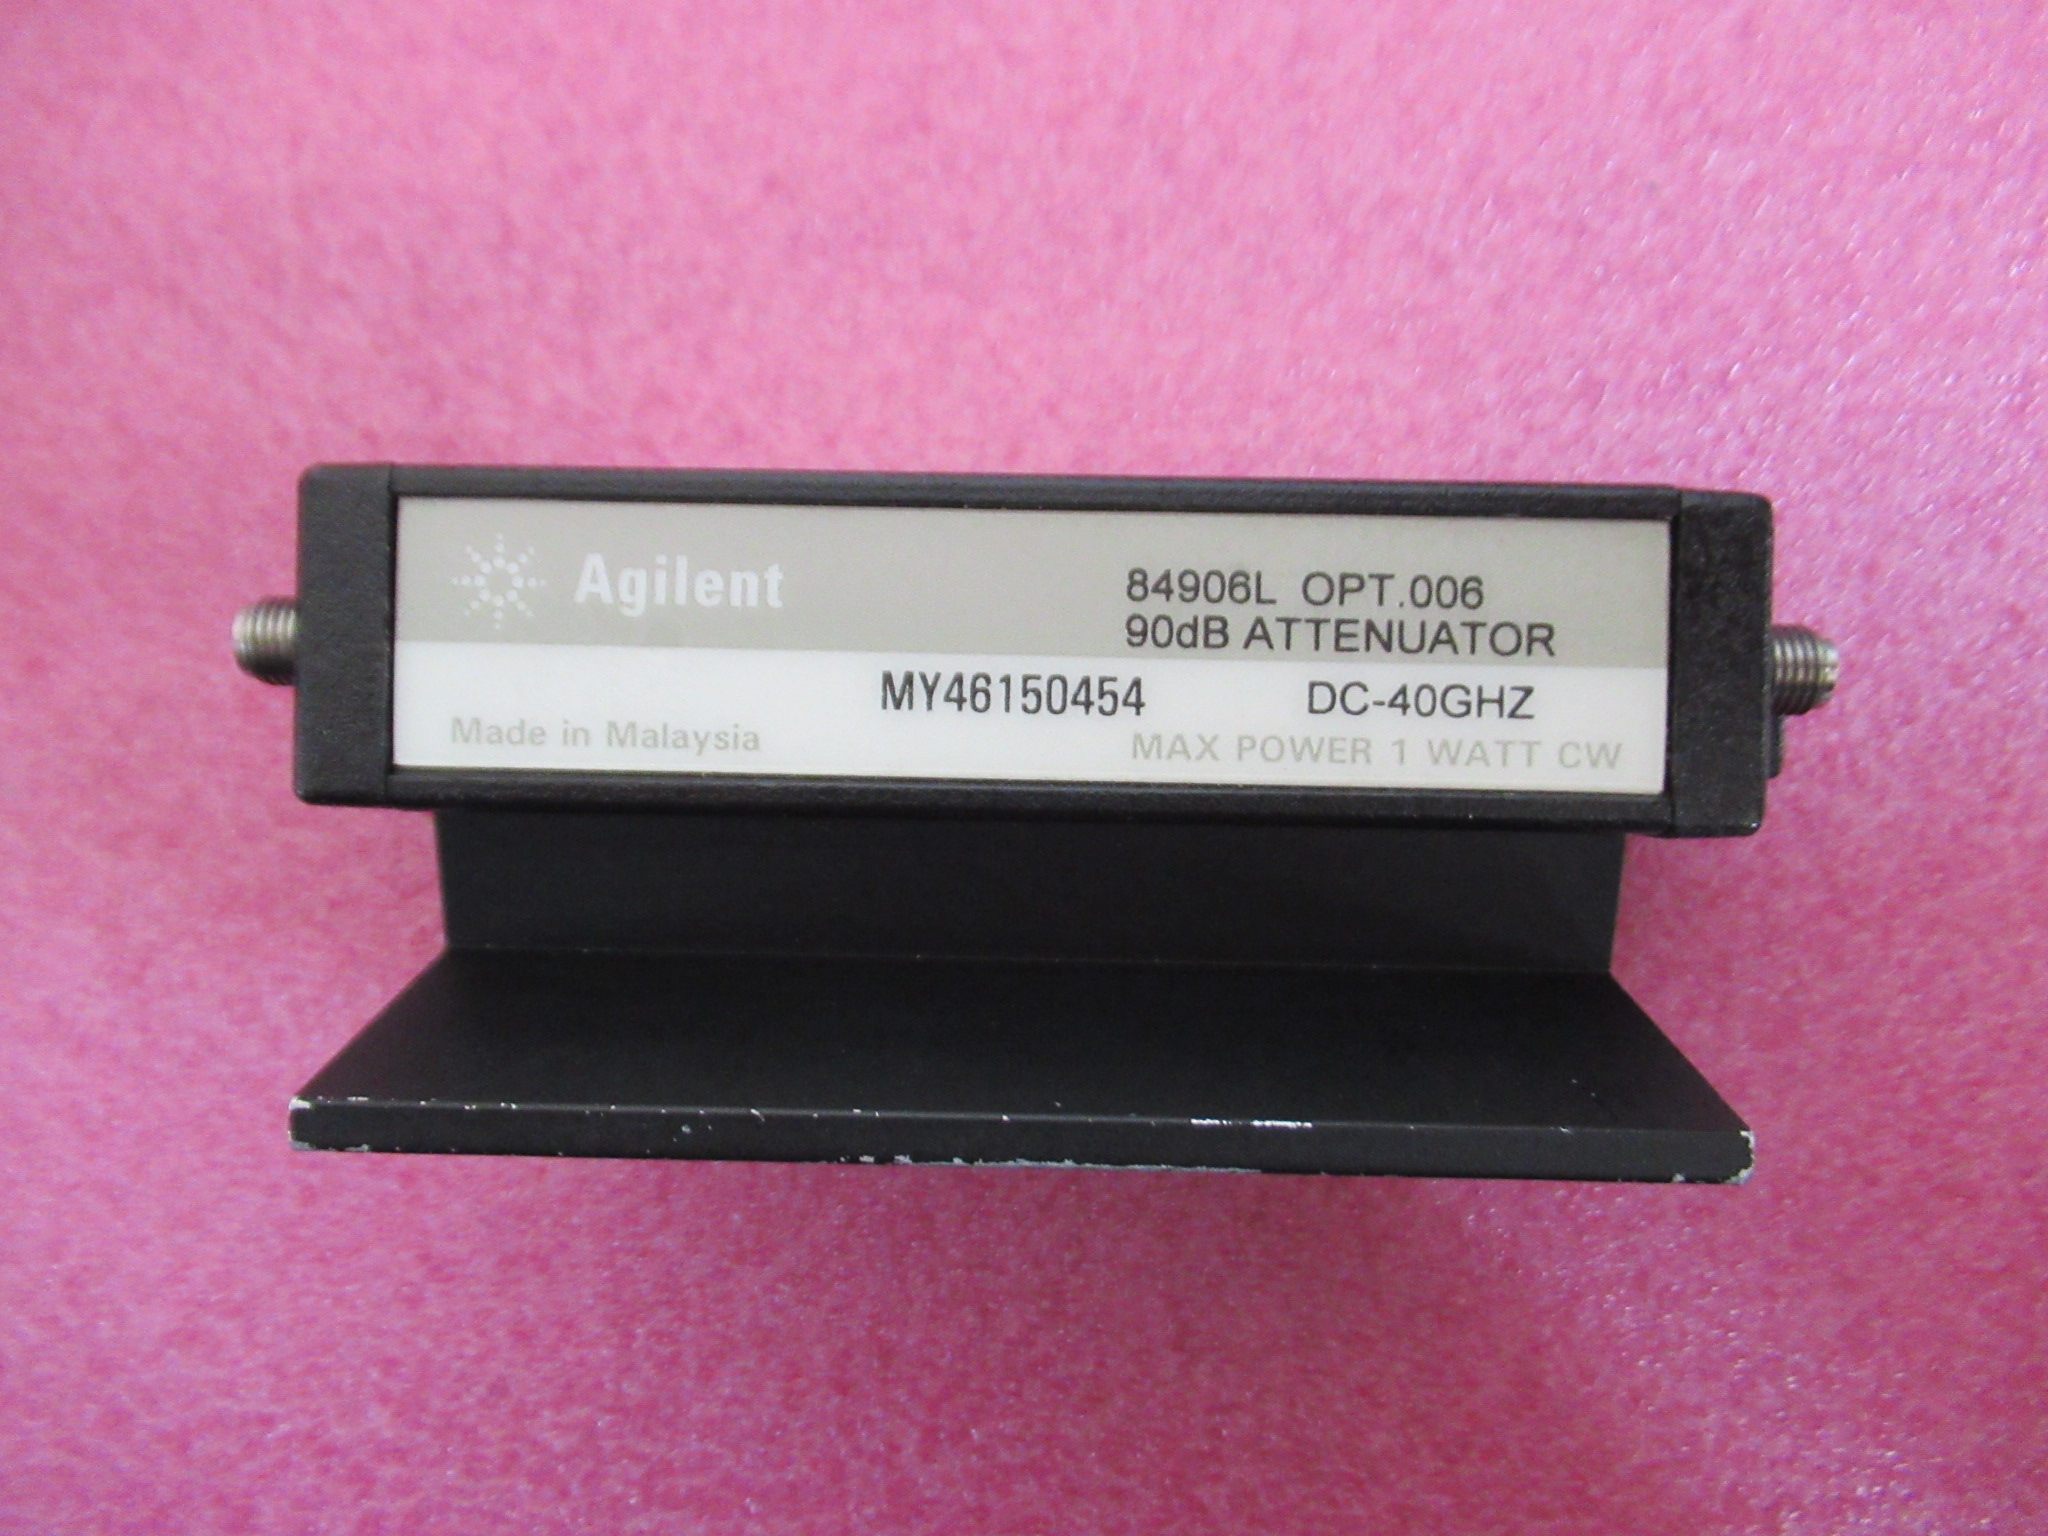 Agilent
84906L OPT.006
90dB ATTENUATOR
MY46150454 DC-40GHZ
Made in Malaysia
MAX POWER 1 WATT CW